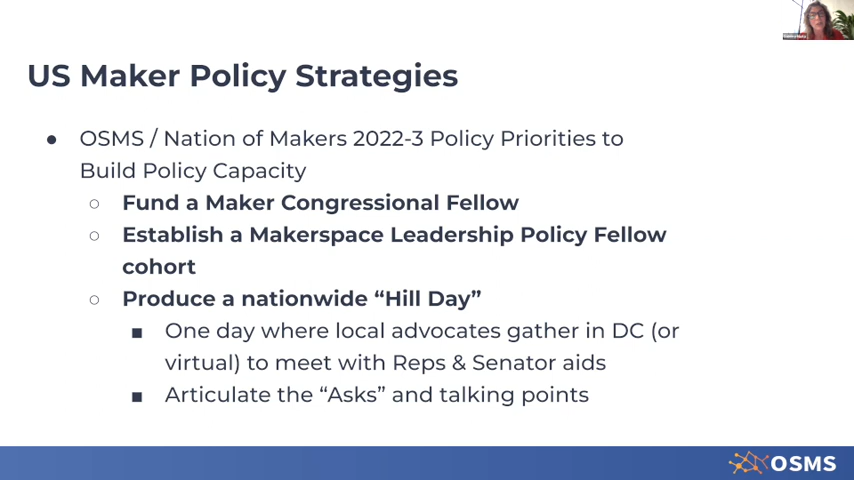 US Maker Policy Strategies
● OSMS / Nation of Makers 2022-3 Policy Priorities to
Build Policy Capacity
○ Fund a Maker Congressional Fellow
○ Establish a Makerspace Leadership Policy Fellow
cohort
○ Produce a nationwide “Hill Day”
■ One day where local advocates gather in DC (or
virtual) to meet with Reps & Senator aids
■ Articulate the “Asks” and talking points
OSMS